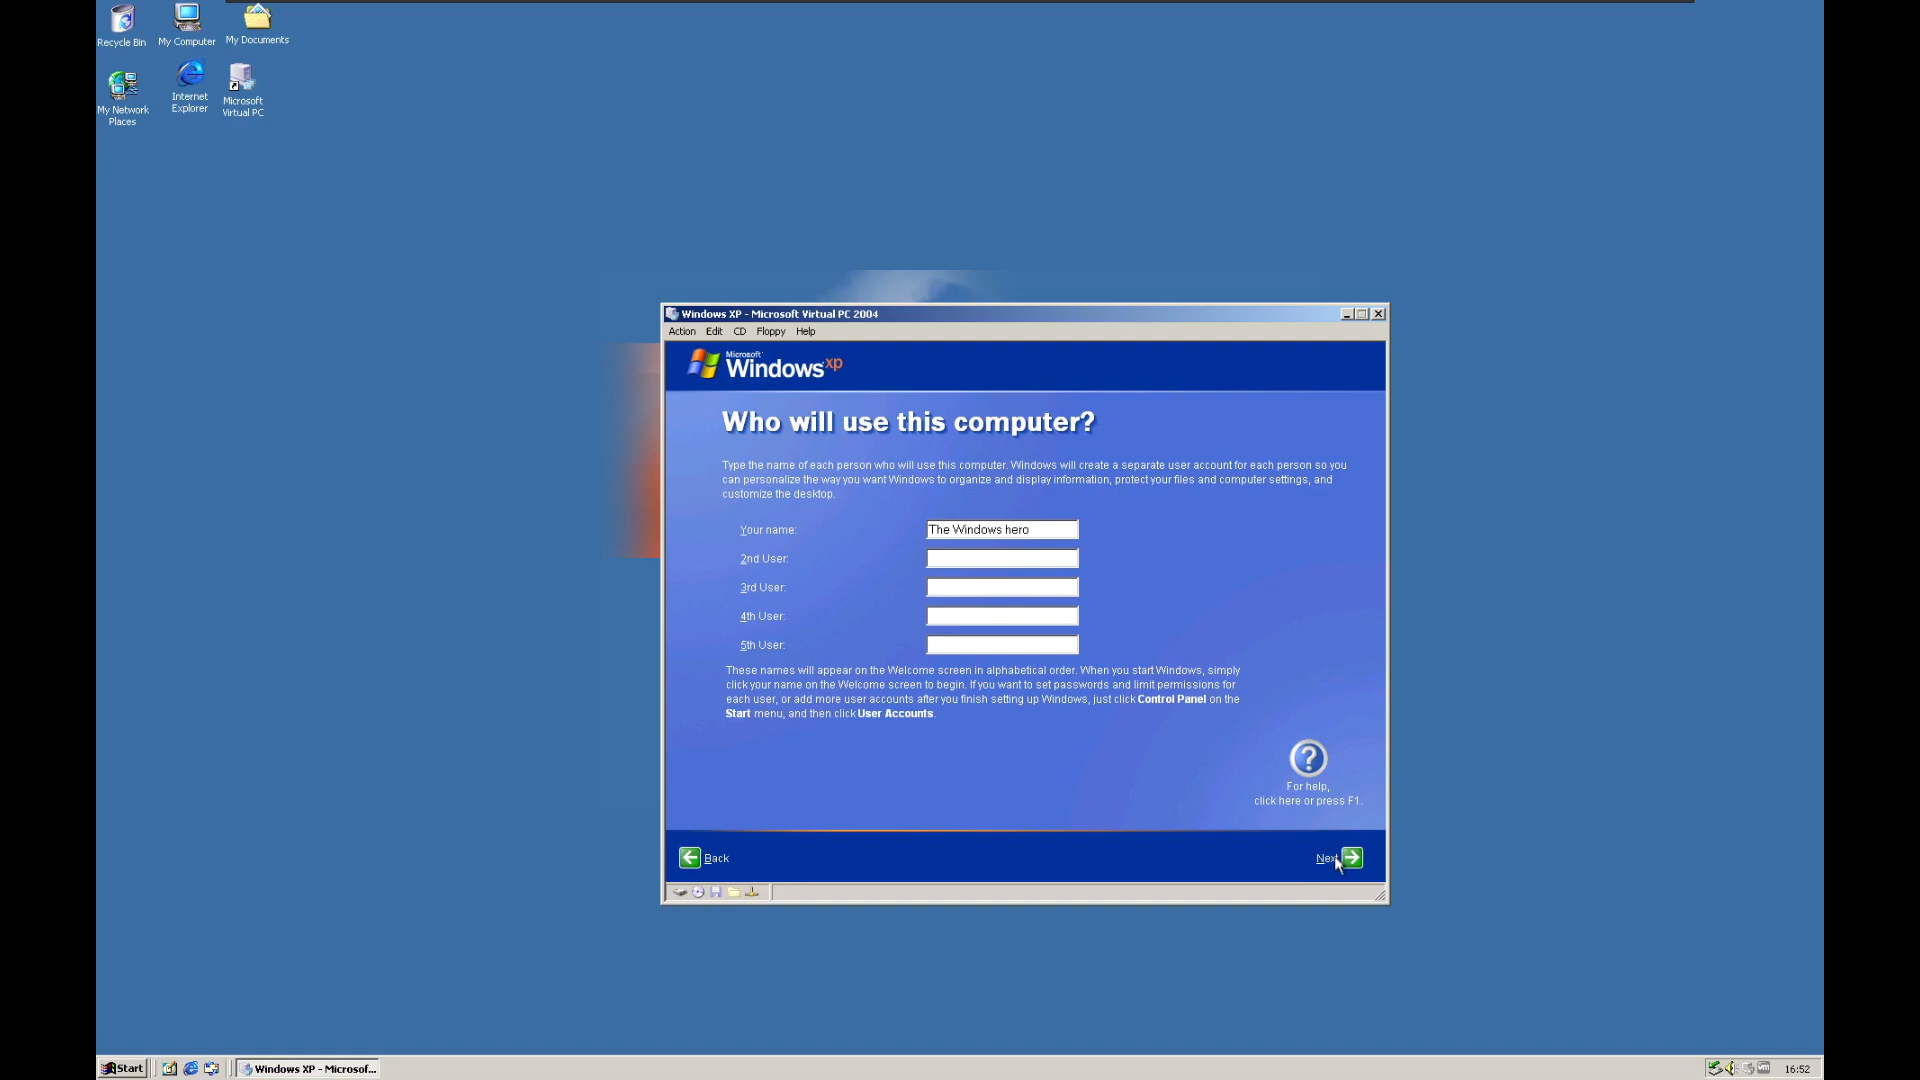 Recycle Bin
My Computer
My Documents
My Network
Places
Internet
Explorer
Microsoft
Virtual PC
Windows XP - Microsoft Virtual PC 2004
Action Edit CD Floppy Help
Microsoft
Windows xp
Who will use this computer?
Type the name of each person who will use this computer. Windows will create a separate user account for each person so you
can personalize the way you want Windows to organize and display information, protect your files and computer settings, and
customize the desktop.
Your name: The Windows hero
2nd User:
3rd User:
4th User:
5th User:
These names will appear on the Welcome screen in alphabetical order. When you start Windows, simply
click your name on the Welcome screen to begin. If you want to set passwords and limit permissions for
each user, or add more user accounts after you finish setting up Windows, just click Control Panel on the
Start menu, and then click User Accounts.
For help,
click here or press F1.
Back
Next
Start
Windows XP - Microsof...
16:52